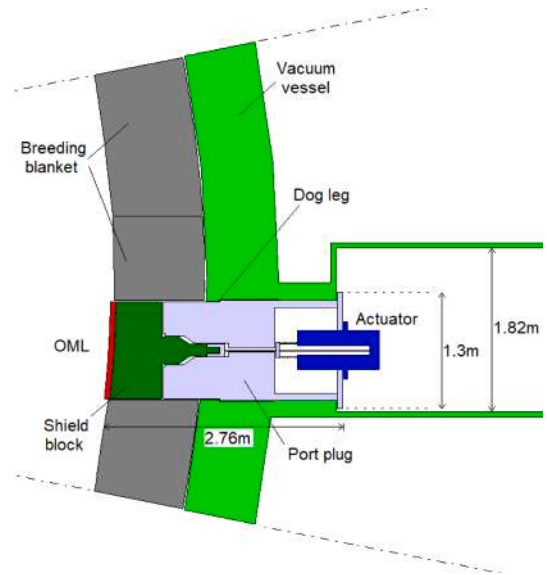 Vacuum
vessel
Breeding
blanket
Dog leg
Actuator
1.82m
OML
1.3m
Shield
block
2.76m
Port plug